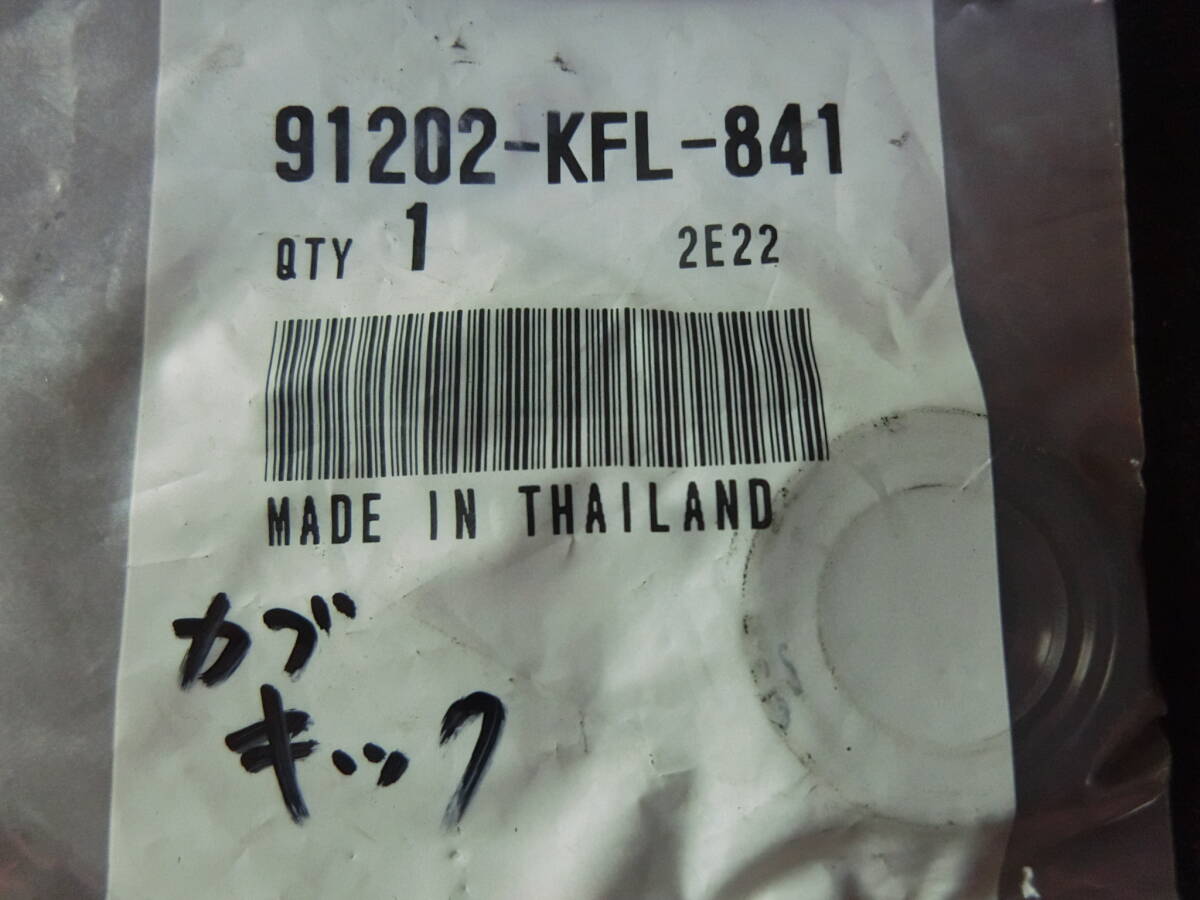 91202-KFL-841
QTY 1 2E22
MADE IN THAILAND
カブ
キック